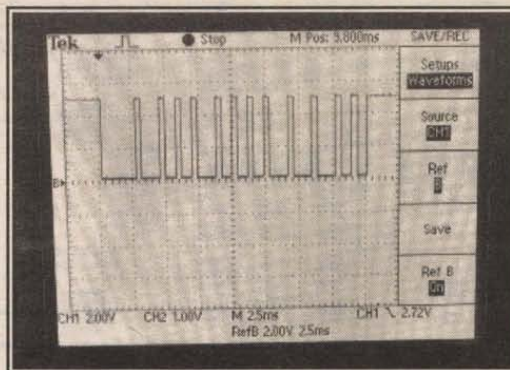 Tek Stop M Pos: 9.800ms SAVE/REC
Setups
Waveforms
Source
CH1
Ref
B
Save
Ref B
On
B
CH1 2.00V CH2 1.00V M 2.5ms CH1 2.72V
RefB 2.00V 2.5ms